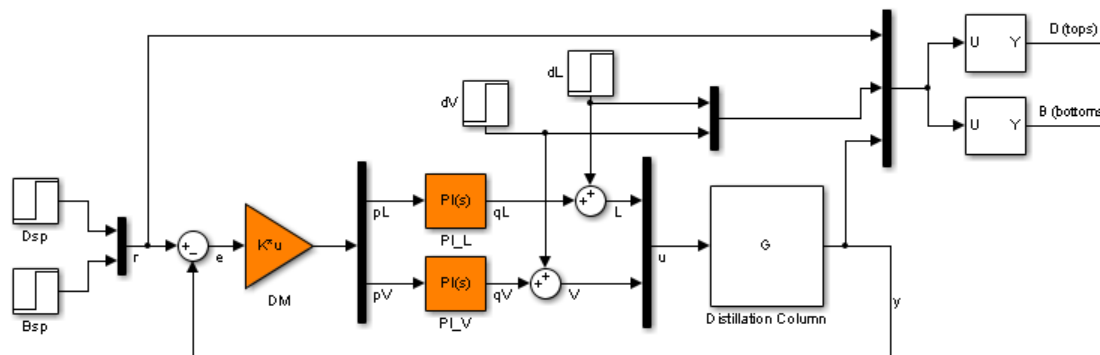 D (tops)
U Y
dL
dV
B (bottoms
U Y
Dsp
pL
PI(s)
qL
L
PI_L
r
e
K*u
u
G
y
DM
pV
PI(s)
qV
V
PI_V
Distillation Column
Bsp